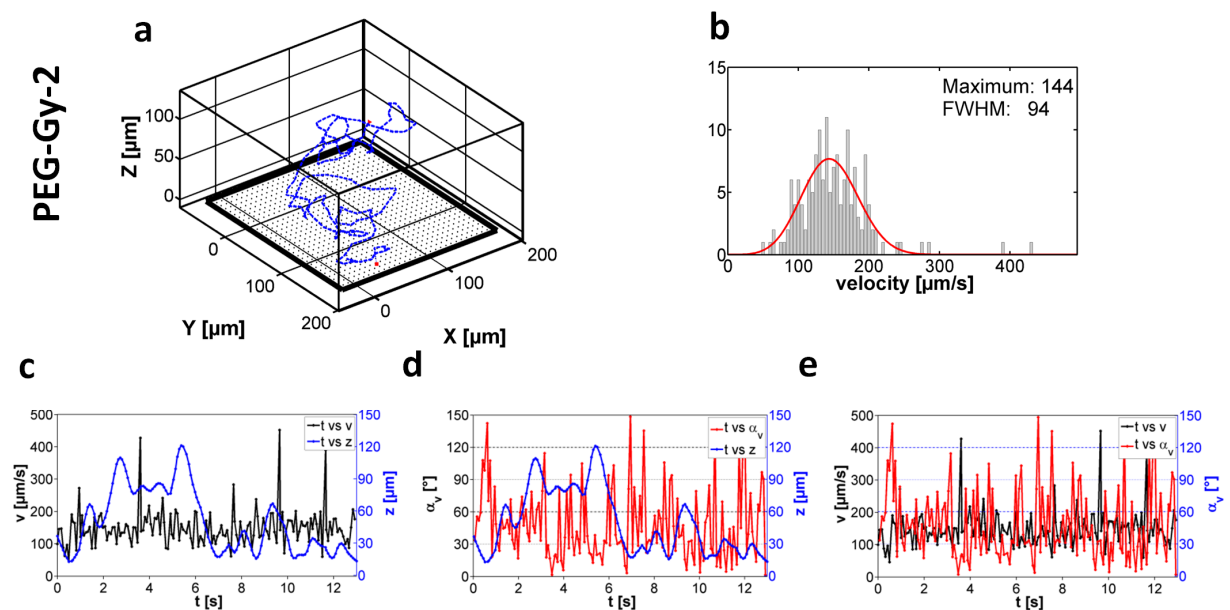 PEG-Gy-2
a
Z [µm]
100
50
0
0
100
200
Y [µm]
0
100
200
X [µm]
b
15
10
5
0
Maximum: 144
FWHM: 94
0
100
200
300
400
velocity [µm/s]
c
500
400
300
200
100
0
v [µm/s]
t vs v
t vs z
150
120
90
60
30
0
z [µm]
0
2
4
6
8
10
12
t [s]
d
150
120
90
60
30
0
αv [°]
t vs αv
t vs z
150
120
90
60
30
0
z [µm]
0
2
4
6
8
10
12
t [s]
e
500
400
300
200
100
0
v [µm/s]
t vs v
t vs αv
150
120
90
60
30
0
αv [°]
0
2
4
6
8
10
12
t [s]